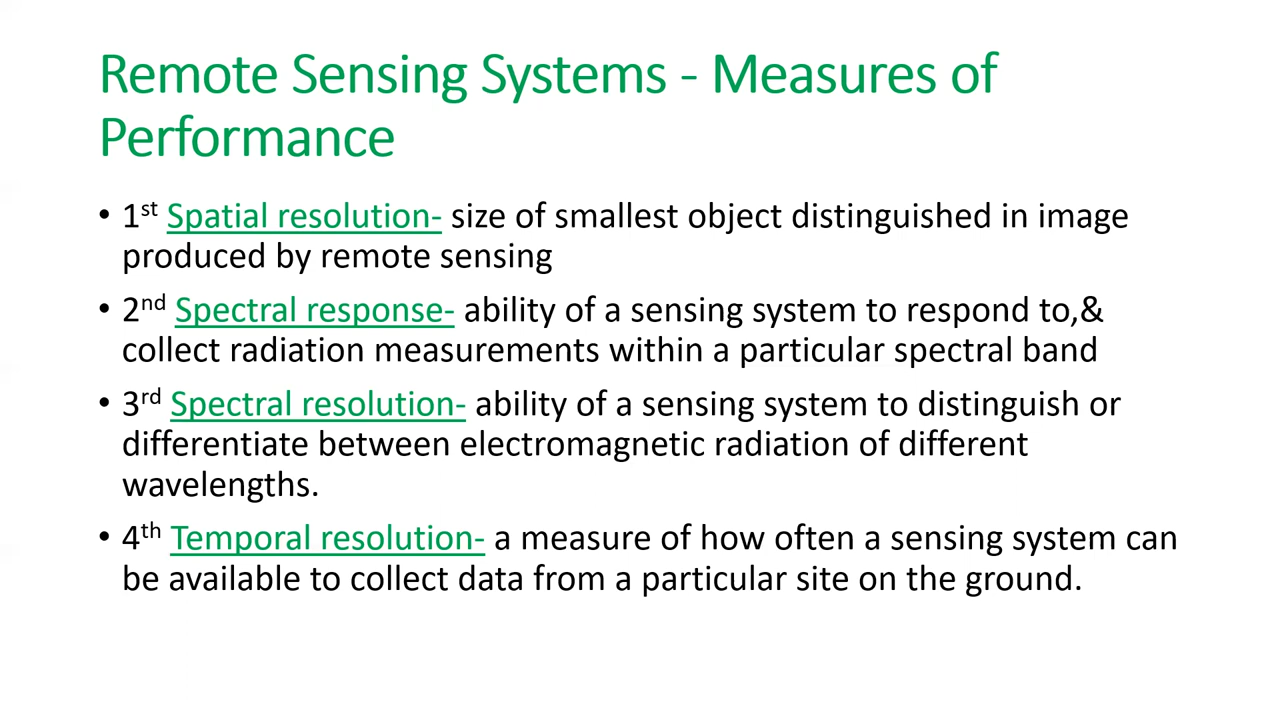 Remote Sensing Systems - Measures of
Performance
• 1st Spatial resolution- size of smallest object distinguished in image
produced by remote sensing
• 2nd Spectral response- ability of a sensing system to respond to,&
collect radiation measurements within a particular spectral band
• 3rd Spectral resolution- ability of a sensing system to distinguish or
differentiate between electromagnetic radiation of different
wavelengths.
• 4th Temporal resolution- a measure of how often a sensing system can
be available to collect data from a particular site on the ground.